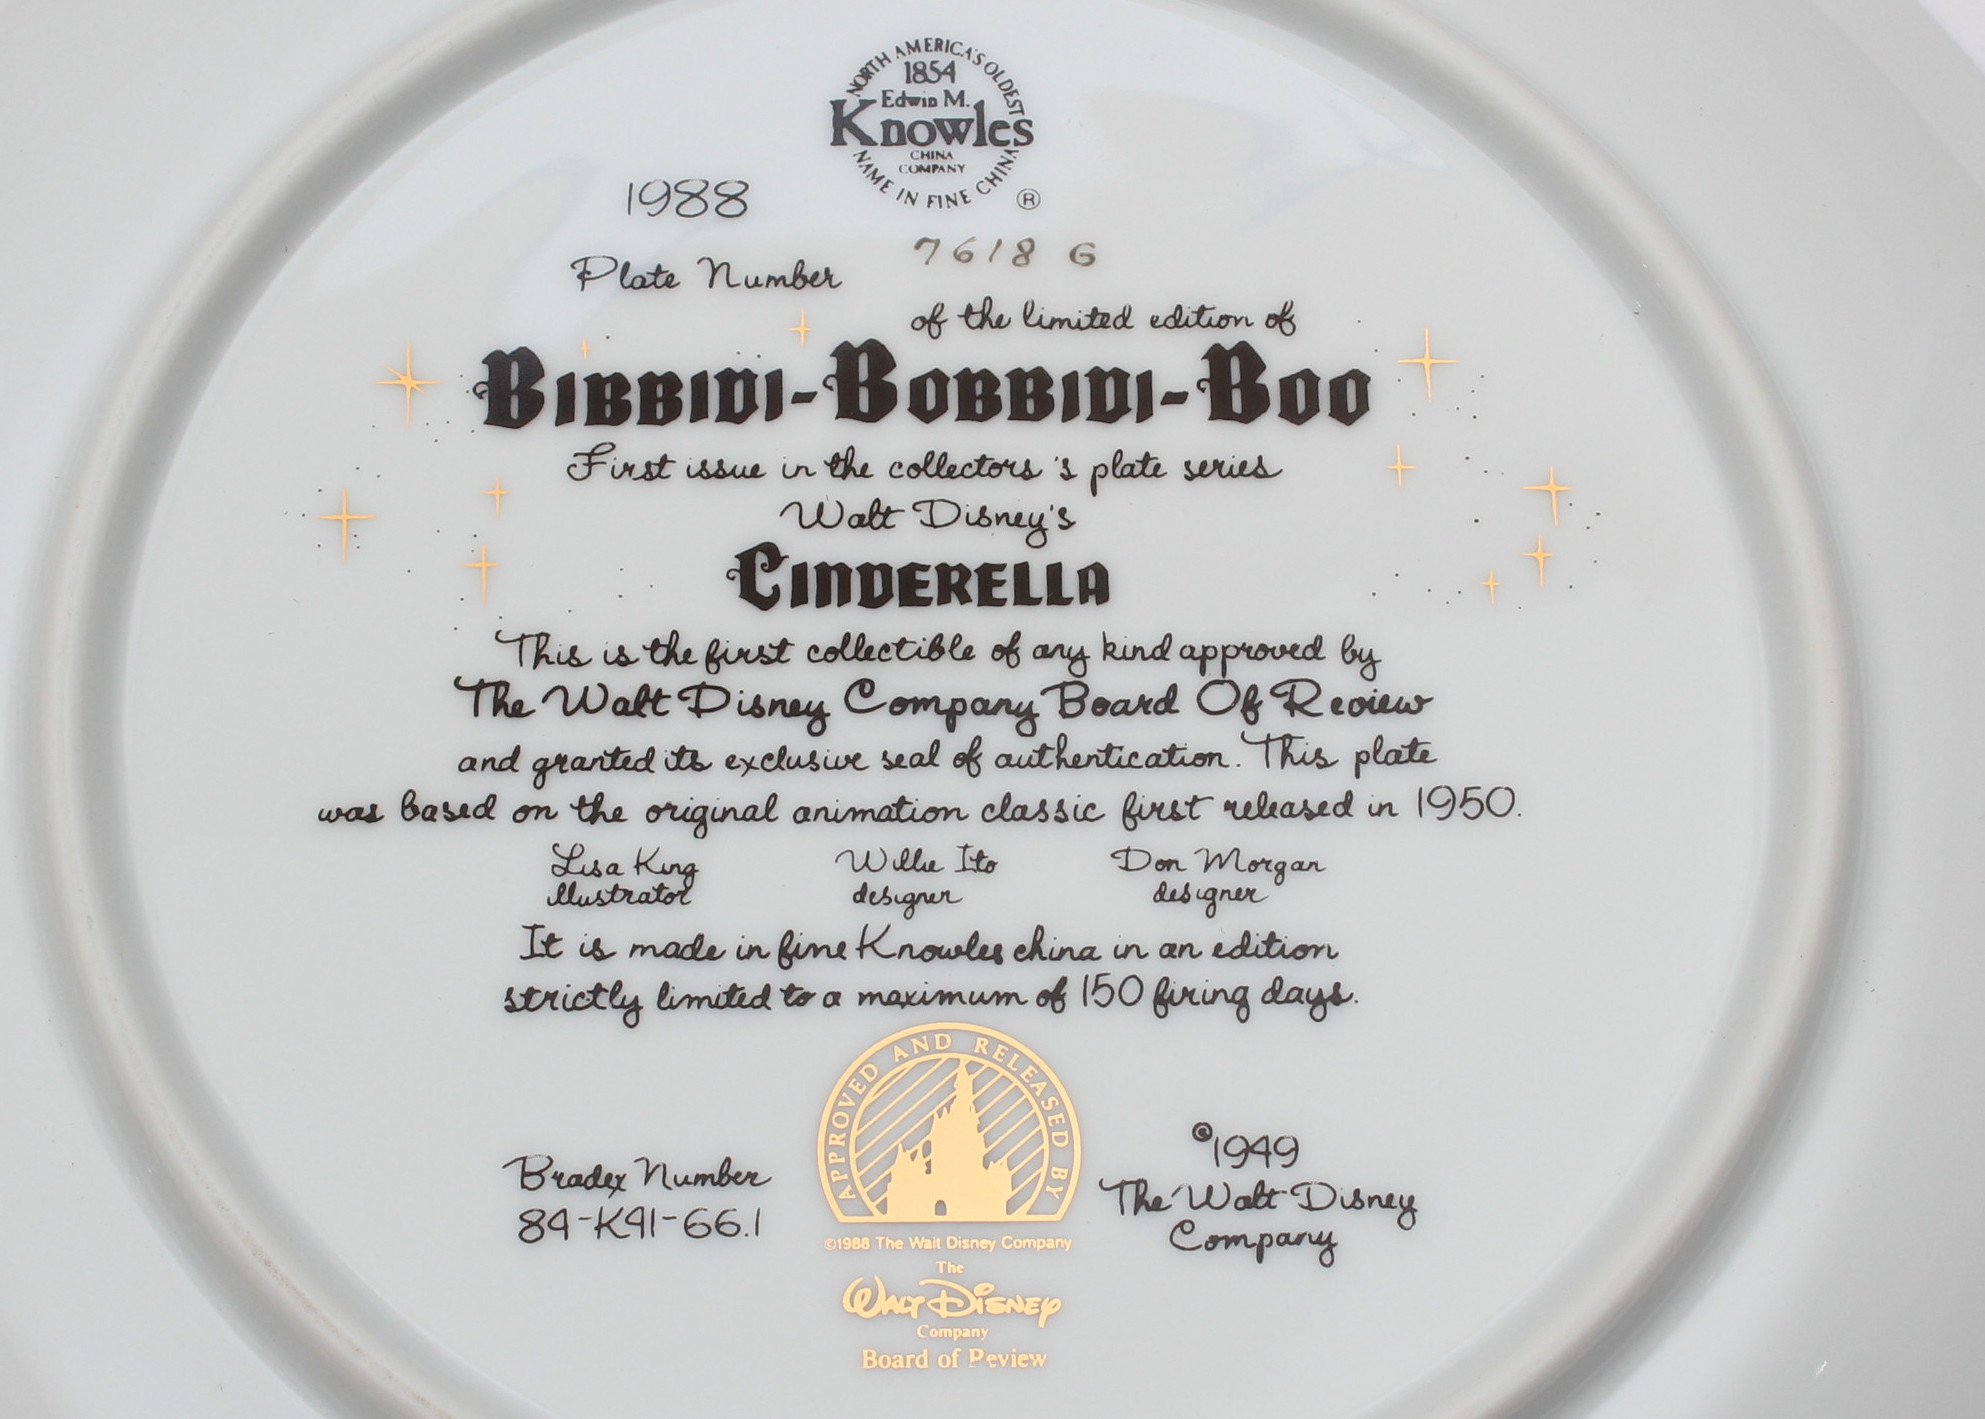 NORTH AMERICA'S OLDEST
1854
Edwin M.
Knowles
CHINA
COMPANY
NAME IN FINE CHINA
®
1988
Plate Number 7618 G
of the limited edition of
BIBBIDI-BOBBIDI-BOO
First issue in the collectors 's plate series
Walt Disney's
CINDERELLA
This is the first collectible of any kind approved by
The Walt Disney Company Board Of Review
and granted its exclusive seal of authentication. This plate
was based on the original animation classic first released in 1950.
Lisa King Willie Ito Don Morgan
illustrator designer designer
It is made in fine Knowles china in an edition
strictly limited to a maximum of 150 firing days.
APPROVED AND RELEASED BY
Bradex Number
84-K41-66.1
©1949
The Walt Disney
Company
©1988 The Walt Disney Company
The
WALT DISNEY
Company
Board of Review